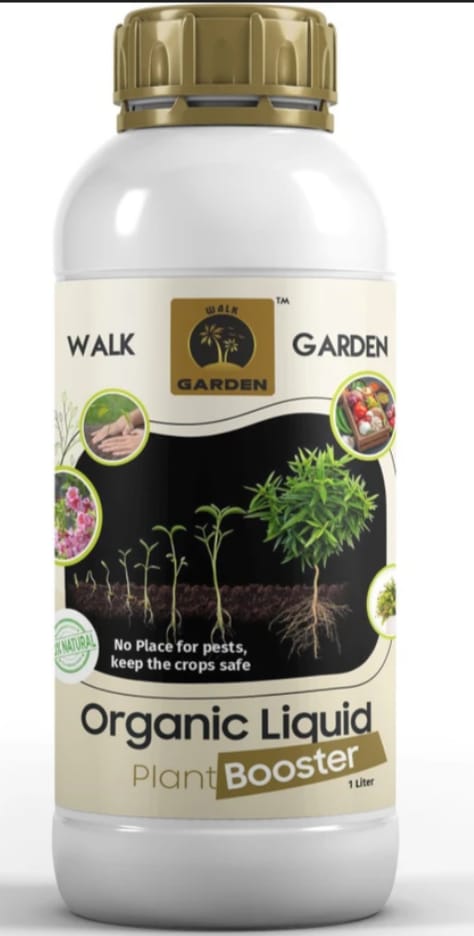 WALK
GARDEN
TM
WALK
GARDEN
NATURAL
No Place for pests,
keep the crops safe
Organic Liquid
Plant Booster
1 Liter